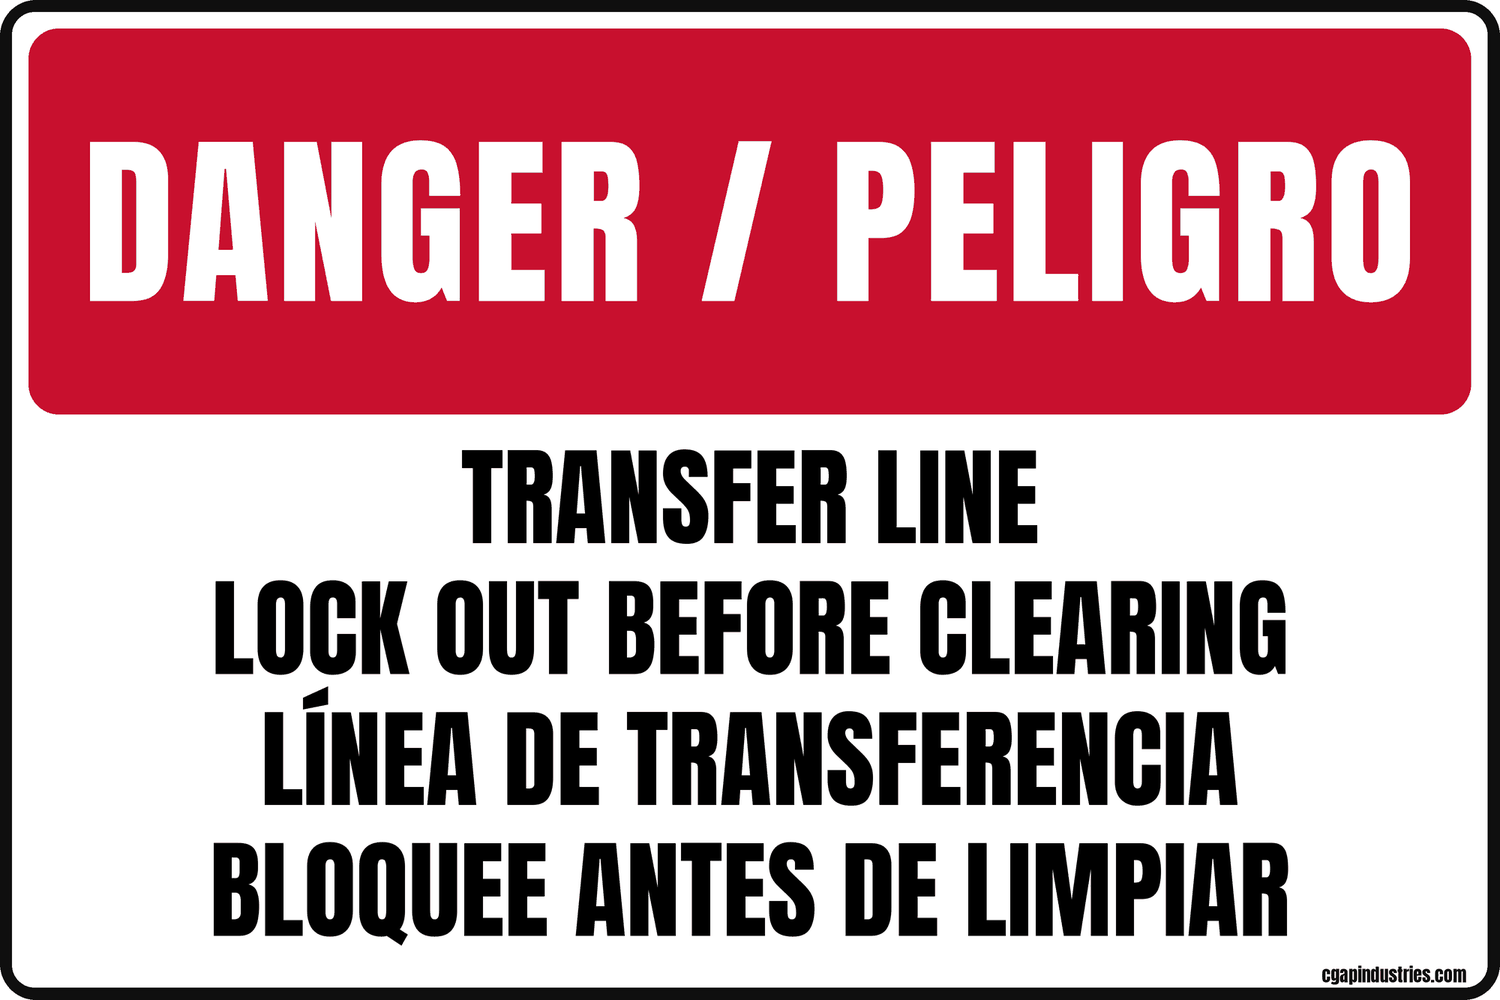 DANGER / PELIGRO
TRANSFER LINE
LOCK OUT BEFORE CLEARING
LÍNEA DE TRANSFERENCIA
BLOQUEE ANTES DE LIMPIAR
cgapindustries.com